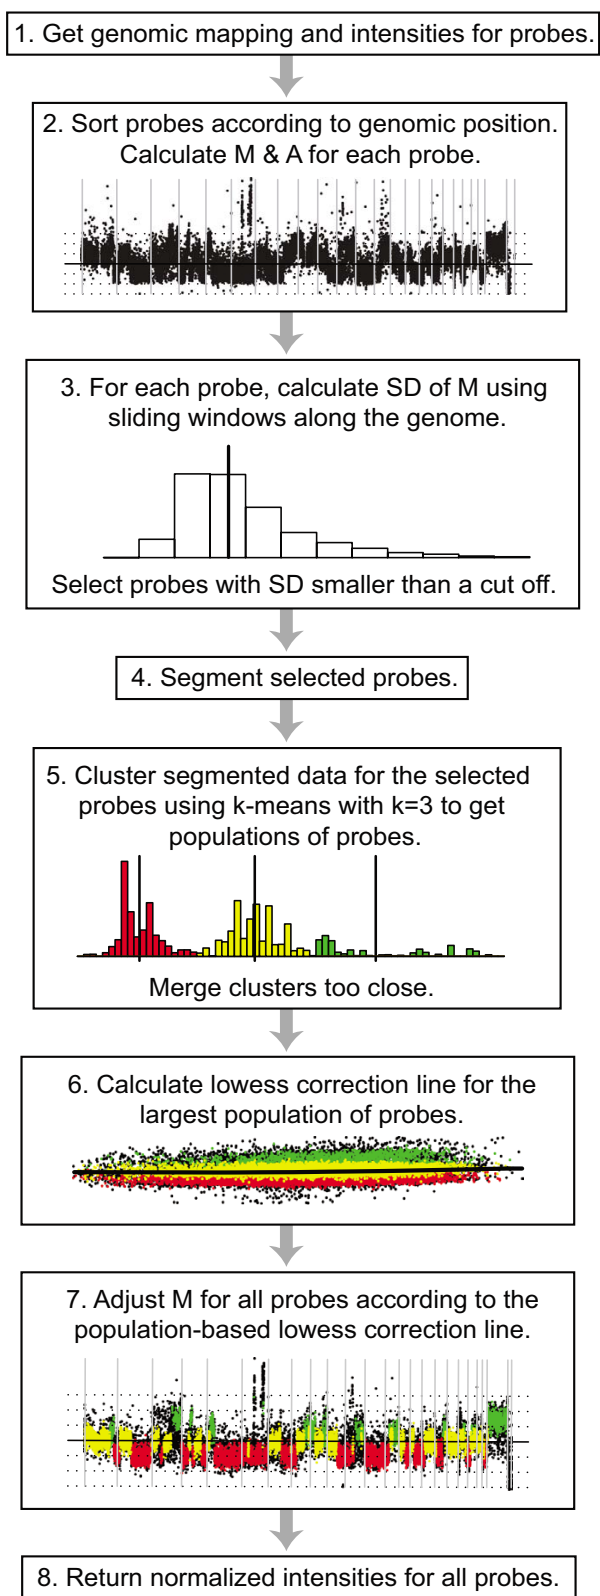 1. Get genomic mapping and intensities for probes.
2. Sort probes according to genomic position.
Calculate M & A for each probe.
3. For each probe, calculate SD of M using
sliding windows along the genome.
Select probes with SD smaller than a cut off.
4. Segment selected probes.
5. Cluster segmented data for the selected
probes using k-means with k=3 to get
populations of probes.
Merge clusters too close.
6. Calculate lowess correction line for the
largest population of probes.
7. Adjust M for all probes according to the
population-based lowess correction line.
8. Return normalized intensities for all probes.